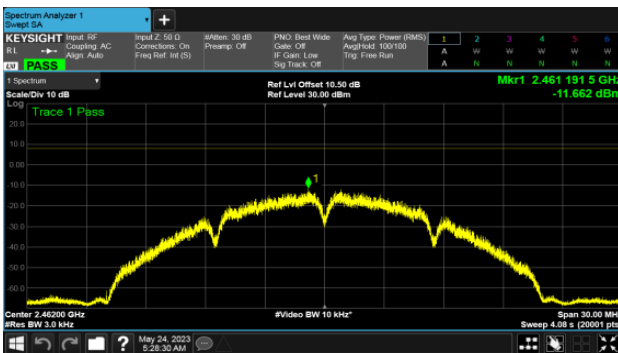 Spectrum Analyzer 1
Swept SA
KEYSIGHT Input: RF Input Z: 50 Ω #Atten: 30 dB PNO: Best Wide Avg Type: Power (RMS) 1 2 3 4 5 6
RL Coupling: AC Corrections: On Preamp: Off Gate: Off Avg|Hold: 100/100 A W W W W W
Align: Auto Freq Ref: Int (S) IF Gain: Low Trig: Free Run
LXI PASS Sig Track: Off A N N N N N
1 Spectrum Ref Lvl Offset 10.50 dB Mkr1 2.461 191 5 GHz
Scale/Div 10 dB Ref Level 30.00 dBm -11.662 dBm
Log Trace 1 Pass
20.0
10.0
0.00
-10.0
1
-20.0
-30.0
-40.0
-50.0
-60.0
Center 2.46200 GHz #Video BW 10 kHz* Span 30.00 MH
#Res BW 3.0 kHz Sweep 4.08 s (20001 pts
? May 24, 2023
5:28:30 AM